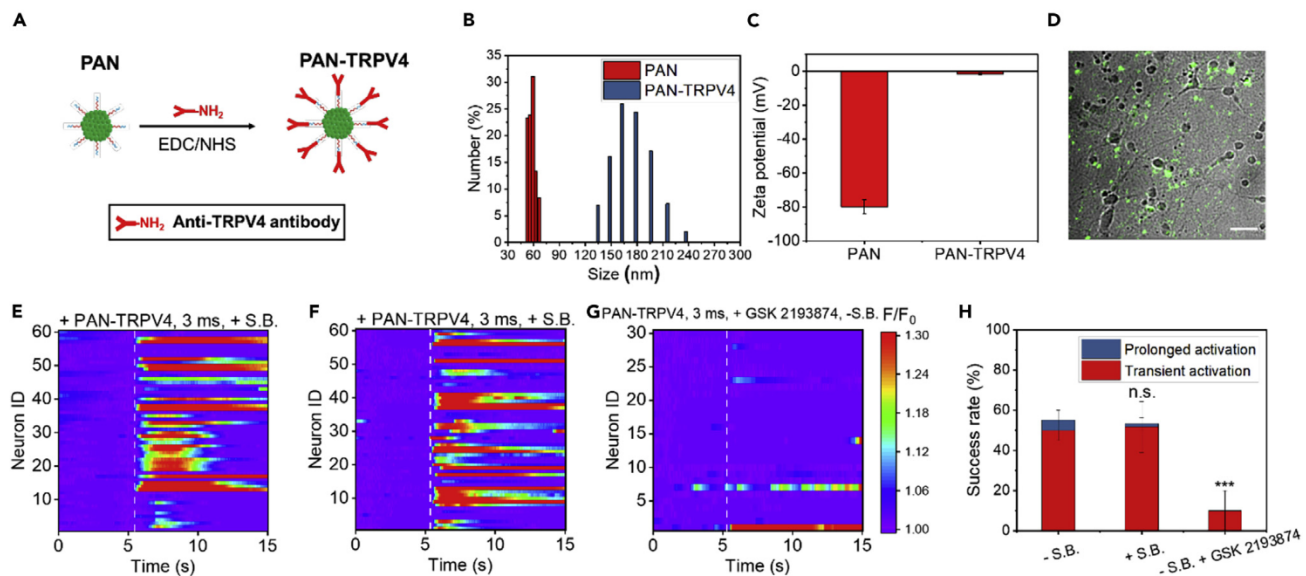 A
PAN
PAN-TRPV4
NH2
EDC/NHS
NH2 Anti-TRPV4 antibody
B
35
30
25
20
15
10
5
0
Number (%)
PAN
PAN-TRPV4
30 60 90 120 150 180 210 240 270 300
Size (nm)
C
0
-20
-40
-60
-80
-100
Zeta potential (mV)
PAN
PAN-TRPV4
D
E
+ PAN-TRPV4, 3 ms, + S.B.
60
50
40
30
20
10
Neuron ID
0 5 10 15
Time (s)
F
+ PAN-TRPV4, 3 ms, + S.B.
60
50
40
30
20
10
Neuron ID
0 5 10 15
Time (s)
G
PAN-TRPV4, 3 ms, + GSK 2193874, -S.B.
F/F0
30
25
20
15
10
5
Neuron ID
0 5 10 15
Time (s)
1.30
1.24
1.18
1.12
1.06
1.00
H
100
80
60
40
20
0
Success rate (%)
Prolonged activation
Transient activation
n.s.
***
- S.B.
+ S.B.
- S.B. + GSK 2193874